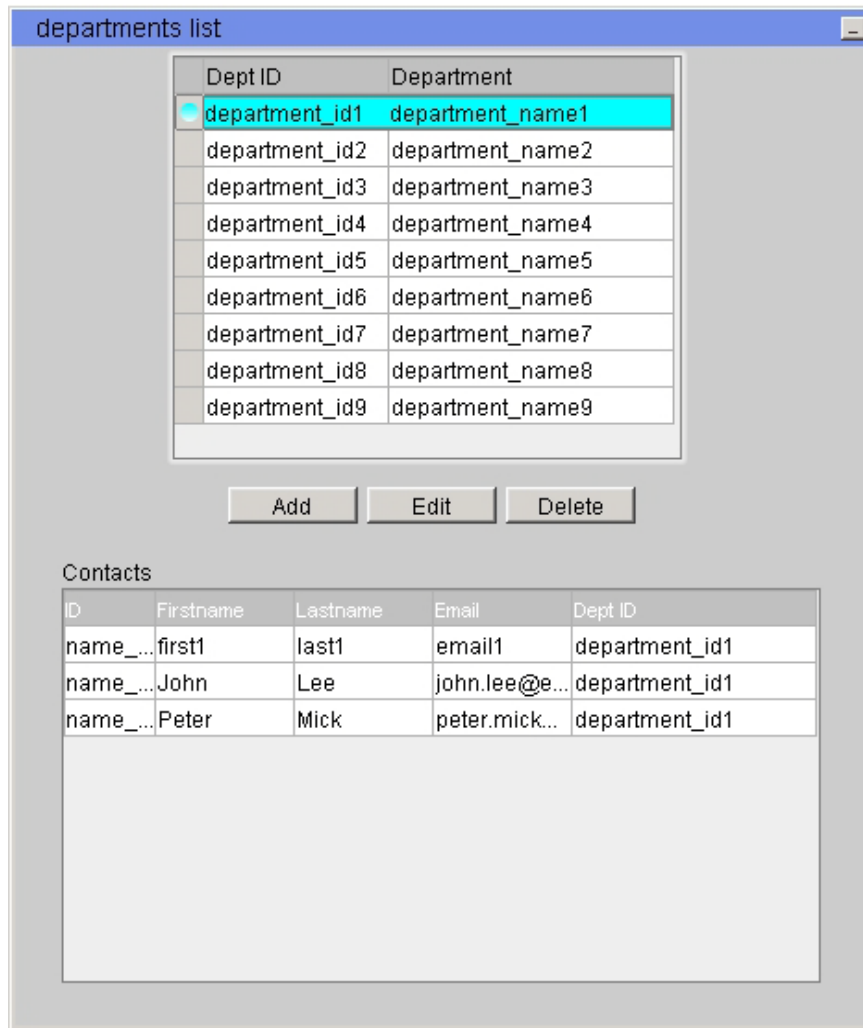 departments list
Dept ID Department
department_id1 department_name1
department_id2 department_name2
department_id3 department_name3
department_id4 department_name4
department_id5 department_name5
department_id6 department_name6
department_id7 department_name7
department_id8 department_name8
department_id9 department_name9
Add Edit Delete
Contacts
ID Firstname Lastname Email Dept ID
name_... first1 last1 email1 department_id1
name_... John Lee john.lee@e... department_id1
name_... Peter Mick peter.mick... department_id1